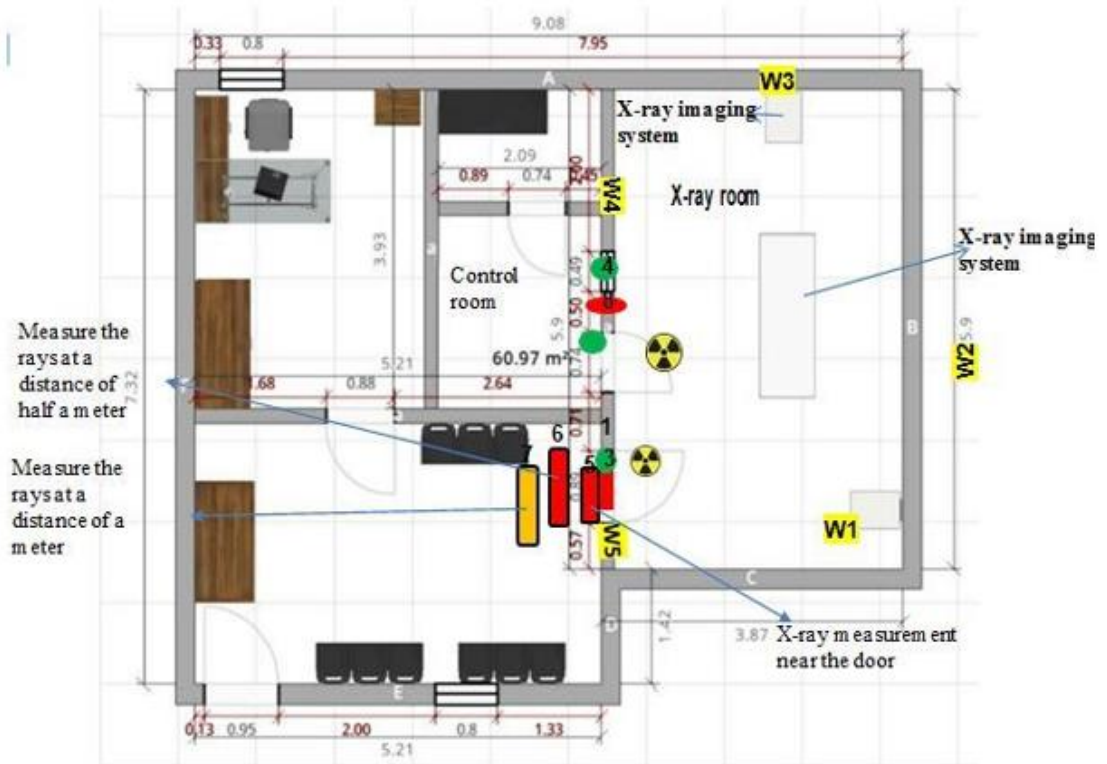 9.08
0.33
0.8
7.95
A
W3
X-ray imaging
system
2.09
0.89
0.74
0.45
W4
X-ray room
X-ray imaging
system
3.93
B
Control
room
4
0.49
0.50
5.9
60.97 m²
0.74
B
5.9
W2
Measure the
rays at a
distance of
half a meter
7.32
5.21
1.68
0.88
2.64
0.71
1
6
7
5
3
0.89
Measure the
rays at a
distance of a
meter
W1
W5
0.57
C
D
1.42
3.87
X-ray measurement
near the door
E
0.13
0.95
2.00
0.8
1.33
5.21